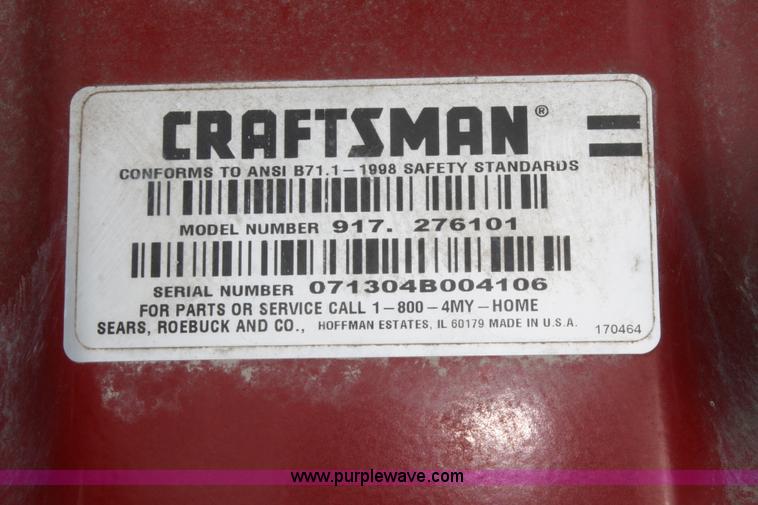 CRAFTSMAN®
CONFORMS TO ANSI B71.1-1998 SAFETY STANDARDS
MODEL NUMBER 917. 276101
SERIAL NUMBER 071304B004106
FOR PARTS OR SERVICE CALL 1-800-4MY-HOME
SEARS, ROEBUCK AND CO., HOFFMAN ESTATES, IL 60179 MADE IN U.S.A. 170464
www.purplewave.com